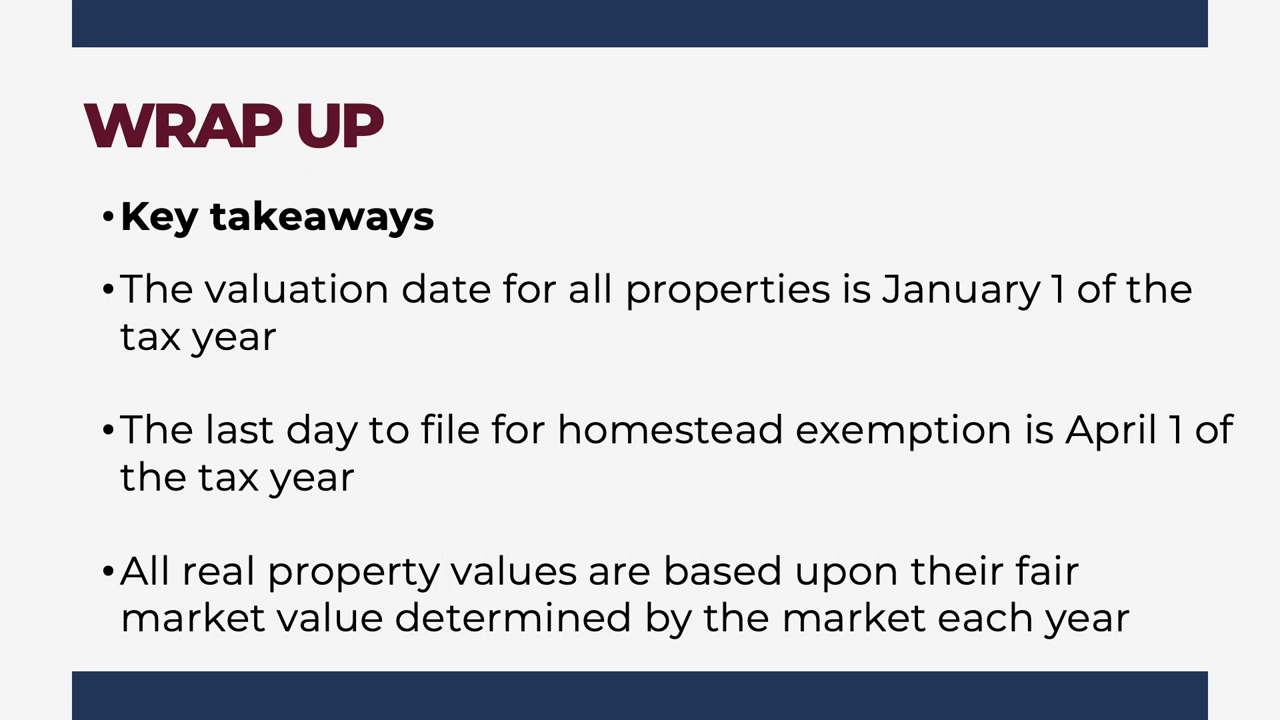 WRAP UP
•Key takeaways
•The valuation date for all properties is January 1 of the
tax year
•The last day to file for homestead exemption is April 1 of
the tax year
•All real property values are based upon their fair
market value determined by the market each year